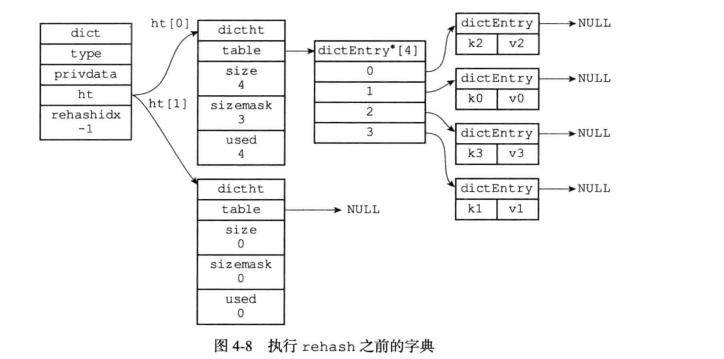 dict
type
privdata
ht
rehashidx
-1
ht[0]
ht[1]
dictht
table
size
4
sizemask
3
used
4
dictht
table
size
0
sizemask
0
used
0
NULL
dictEntry*[4]
0
1
2
3
dictEntry
k2 v2
NULL
dictEntry
k0 v0
NULL
dictEntry
k3 v3
NULL
dictEntry
k1 v1
NULL
图 4-8 执行 rehash 之前的字典